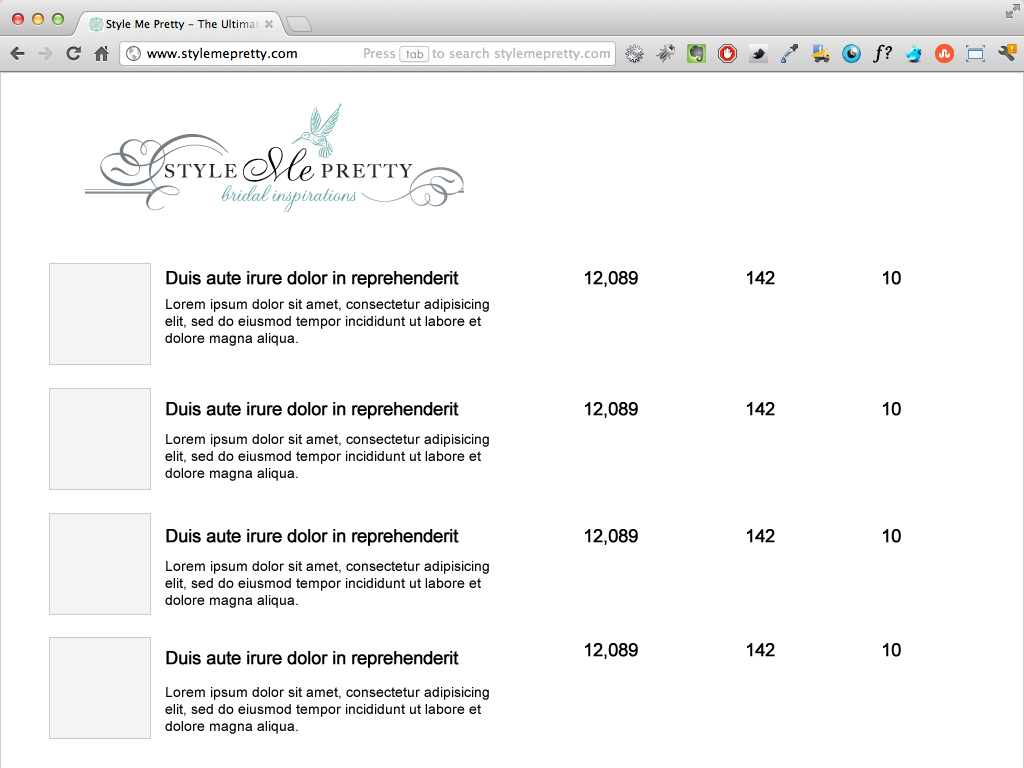 Style Me Pretty – The Ultimat
www.stylemepretty.com Press tab to search stylemepretty.com
f?
STYLE Me PRETTY
bridal inspirations
Duis aute irure dolor in reprehenderit 12,089 142 10
Lorem ipsum dolor sit amet, consectetur adipisicing
elit, sed do eiusmod tempor incididunt ut labore et
dolore magna aliqua.
Duis aute irure dolor in reprehenderit 12,089 142 10
Lorem ipsum dolor sit amet, consectetur adipisicing
elit, sed do eiusmod tempor incididunt ut labore et
dolore magna aliqua.
Duis aute irure dolor in reprehenderit 12,089 142 10
Lorem ipsum dolor sit amet, consectetur adipisicing
elit, sed do eiusmod tempor incididunt ut labore et
dolore magna aliqua.
Duis aute irure dolor in reprehenderit 12,089 142 10
Lorem ipsum dolor sit amet, consectetur adipisicing
elit, sed do eiusmod tempor incididunt ut labore et
dolore magna aliqua.